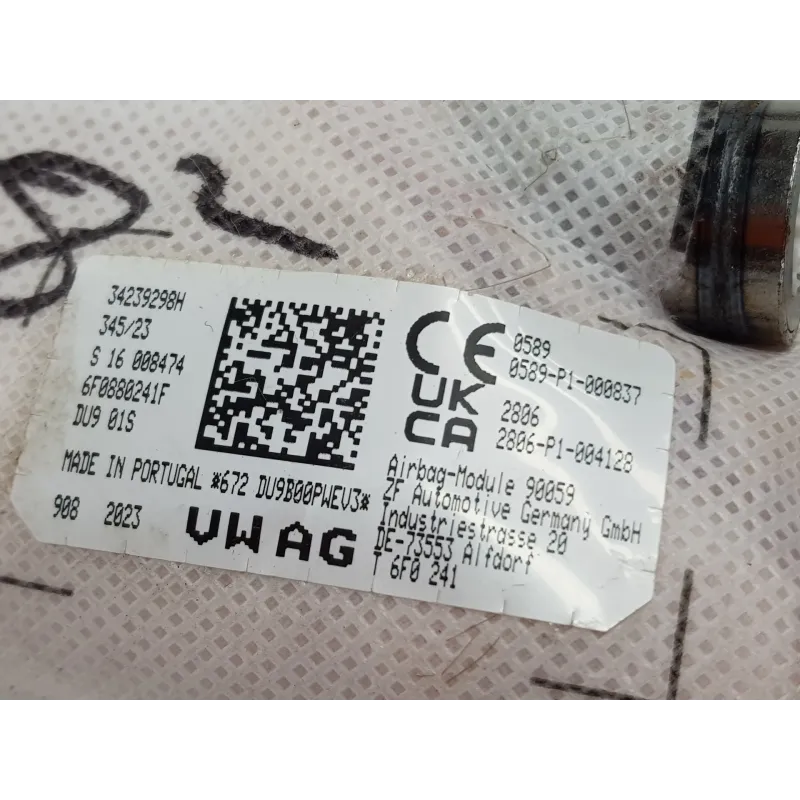 34239298H
345/23
S 16 008474
6F0880241F
DU9 01S
MADE IN PORTUGAL *672 DU9B00PWEV3*
908 2023 VWAG
CE 0589
0589-P1-000837
UK
CA 2806
2806-P1-004128
Airbag-Module 90059
ZF Automotive Germany GmbH
Industriestrasse 20
DE-73553 Alfdorf
T 6F0 241